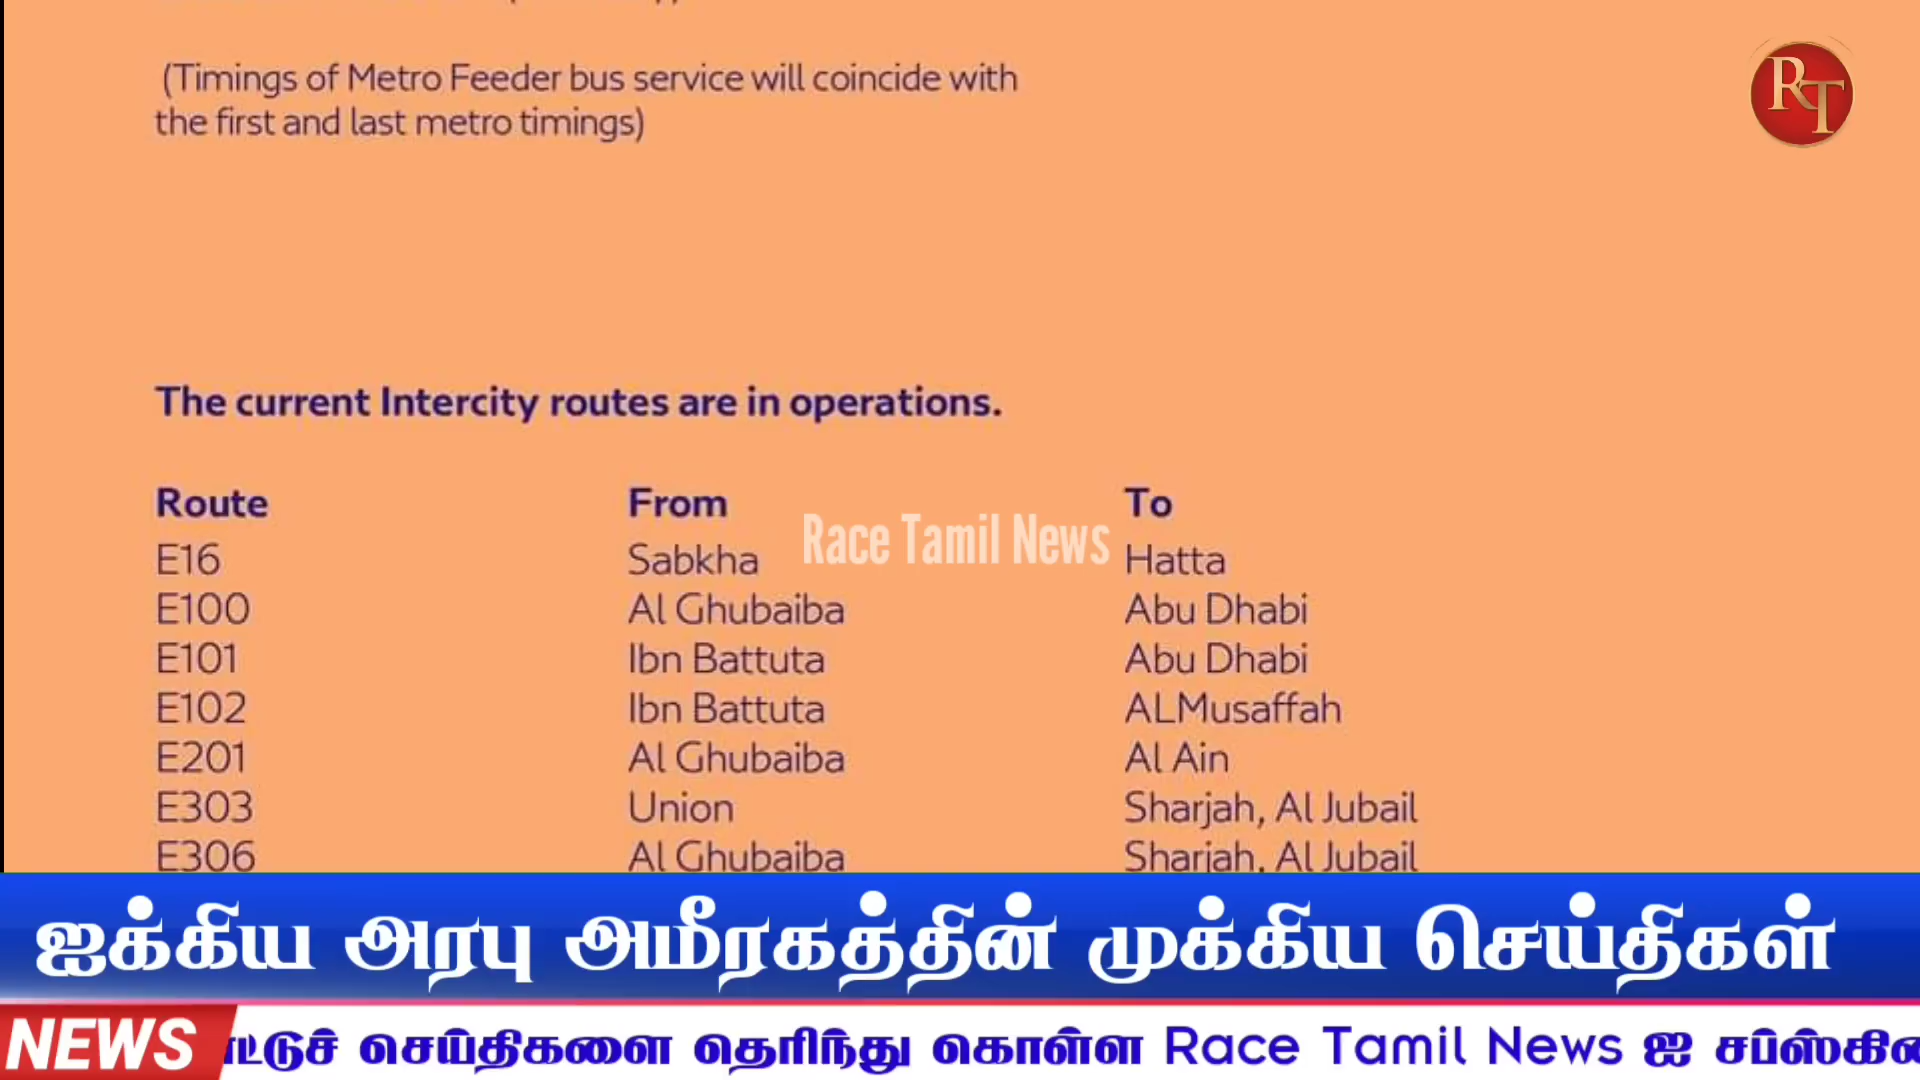 (Timings of Metro Feeder bus service will coincide with
the first and last metro timings)
RT
The current Intercity routes are in operations.
Route From To
Race Tamil News
E16 Sabkha Hatta
E100 Al Ghubaiba Abu Dhabi
E101 Ibn Battuta Abu Dhabi
E102 Ibn Battuta ALMusaffah
E201 Al Ghubaiba Al Ain
E303 Union Sharjah, Al Jubail
E306 Al Ghubaiba Sharjah, Al Jubail
ஐக்கிய அரபு அமீரகத்தின் முக்கிய செய்திகள்
NEWS செய்திகளை தெரிந்து கொள்ள Race Tamil News ஐ